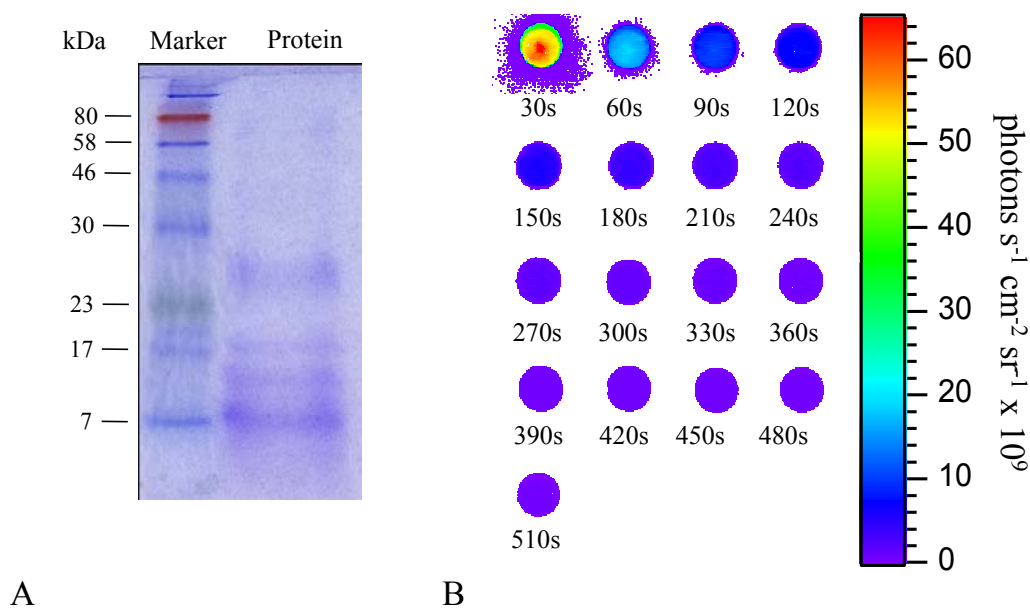 kDa Marker Protein
80
58
46
30
23
17
7
A
30s 60s 90s 120s
150s 180s 210s 240s
270s 300s 330s 360s
390s 420s 450s 480s
510s
60
50
40
30
20
10
0
photons s⁻¹ cm⁻² sr⁻¹ x 10⁹
B